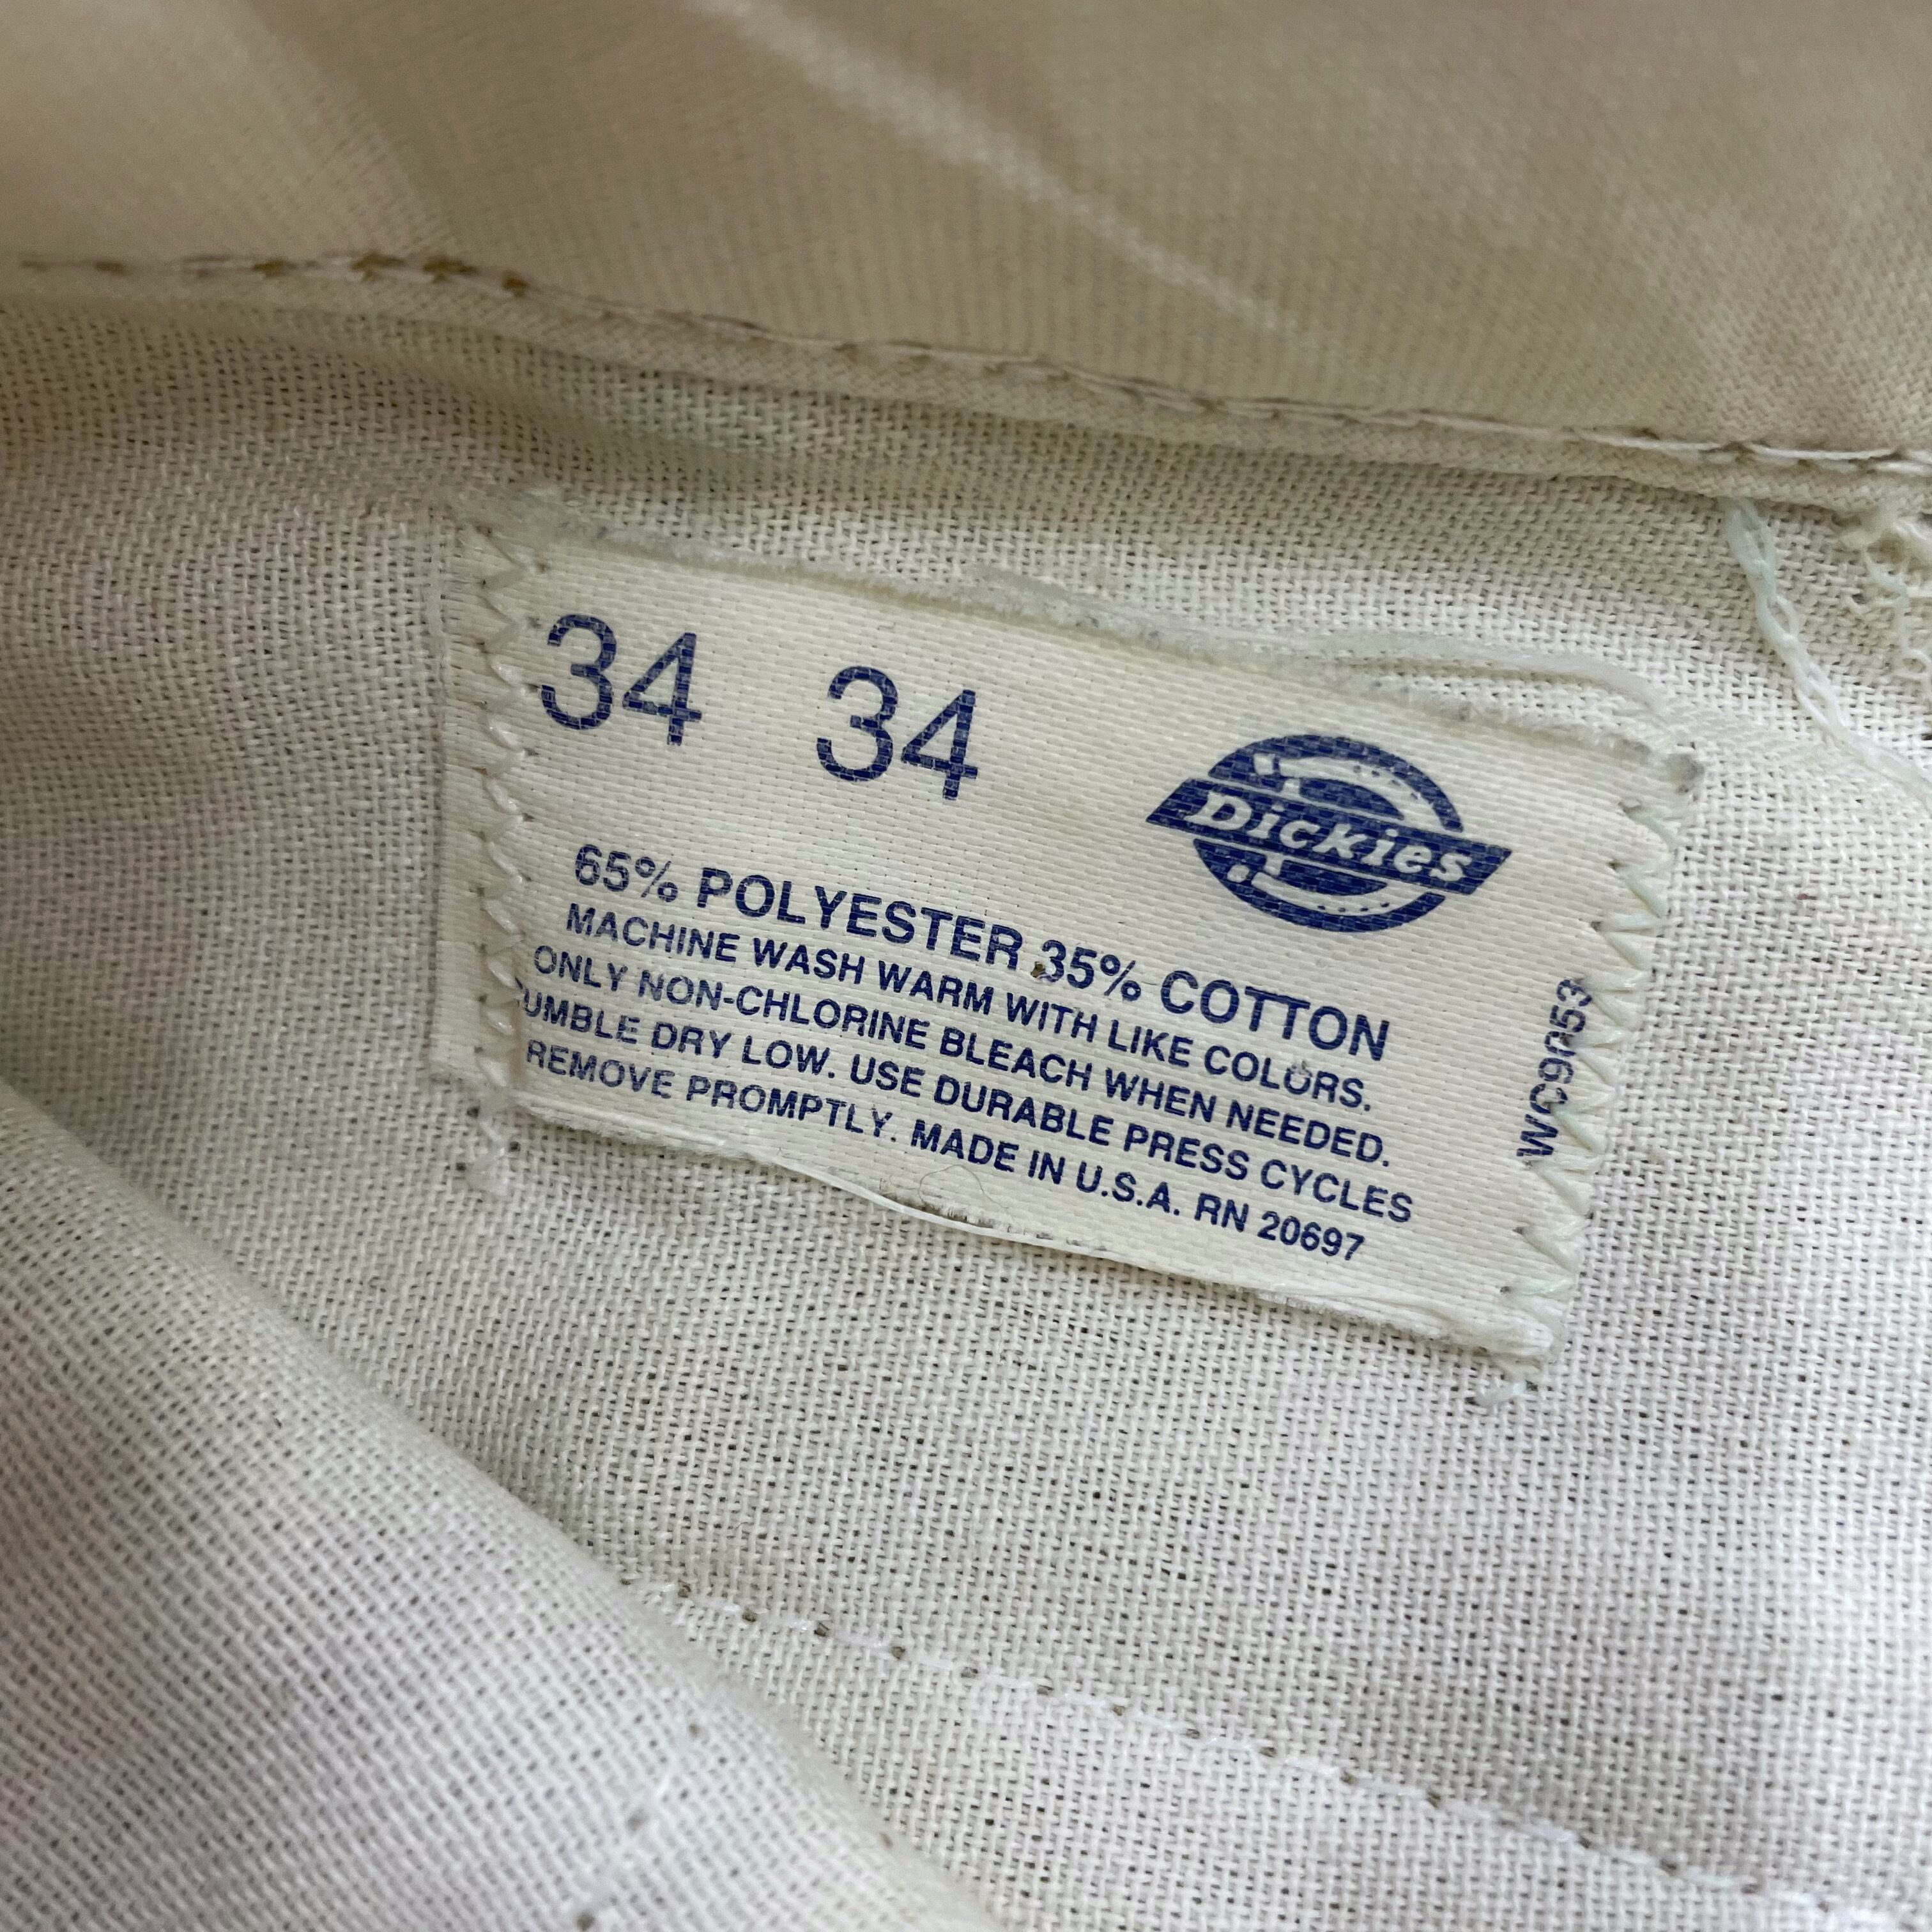 34 34
Dickies
65% POLYESTER 35% COTTON
MACHINE WASH WARM WITH LIKE COLORS.
ONLY NON-CHLORINE BLEACH WHEN NEEDED.
TUMBLE DRY LOW. USE DURABLE PRESS CYCLES
REMOVE PROMPTLY. MADE IN U.S.A. RN 20697
WC9053